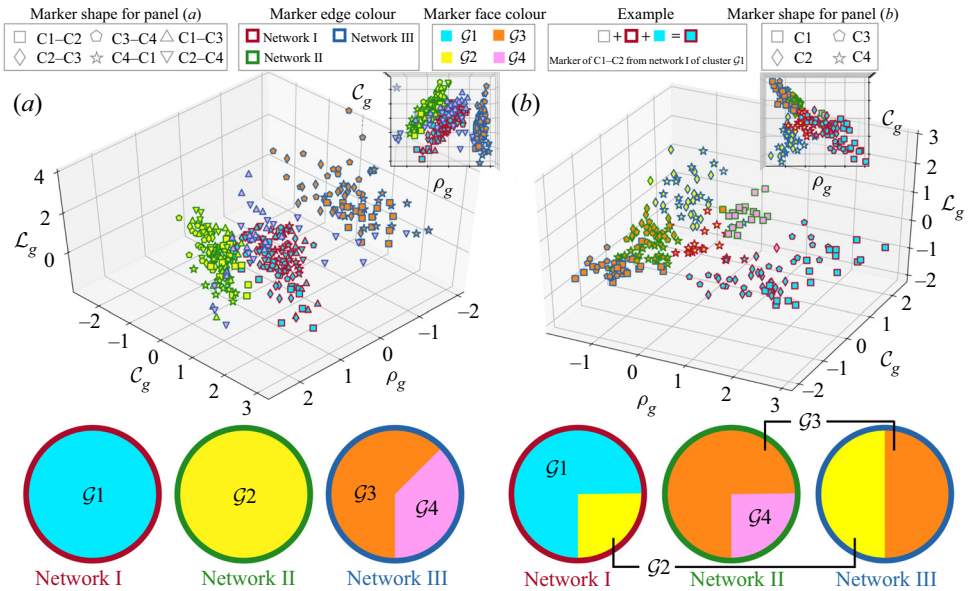 Marker shape for panel (a)
C1–C2 C3–C4 C1–C3
C2–C3 C4–C1 C2–C4
Marker edge colour
Network I Network III
Network II
Marker face colour
𝒢1 𝒢3
𝒢2 𝒢4
Example
+ + =
Marker of C1–C2 from network I of cluster 𝒢1
Marker shape for panel (b)
C1 C3
C2 C4
(a)
𝒞g
ρg
4
2
0
ℒg
–2
–1
0
1
2
3
𝒞g
2
1
0
–1
–2
ρg
(b)
𝒞g
ρg
3
2
1
0
–1
–2
ℒg
–1
0
1
2
3
ρg
2
1
0
–1
–2
𝒞g
𝒢1
𝒢2
𝒢3
𝒢4
Network I
Network II
Network III
𝒢1
𝒢4
𝒢3
𝒢2
Network I
Network II
Network III